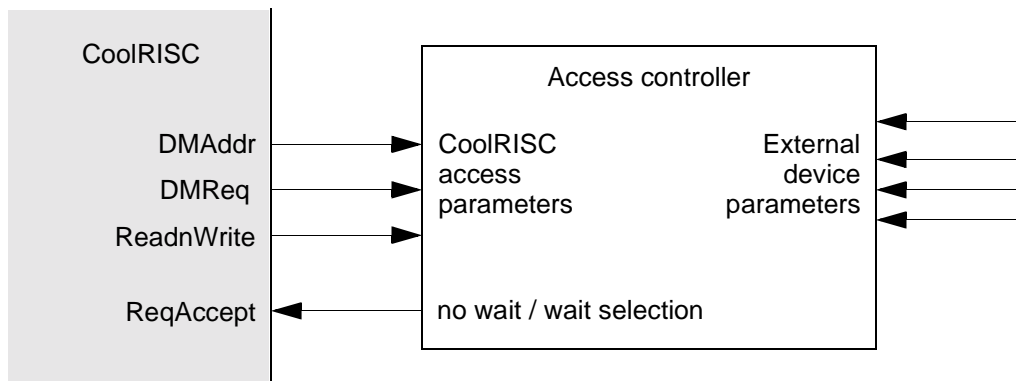 CoolRISC
Access controller
DMAddr
CoolRISC
External
access
device
DMReq
parameters
parameters
ReadnWrite
ReqAccept
no wait / wait selection